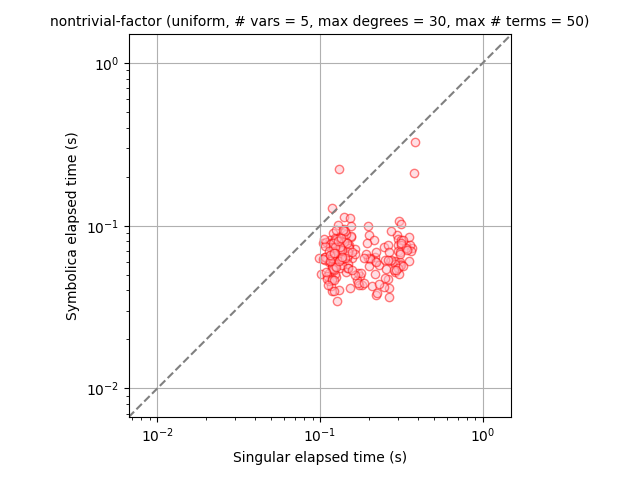 nontrivial-factor (uniform, # vars = 5, max degrees = 30, max # terms = 50)
Symbolica elapsed time (s)
10⁰
10⁻¹
10⁻²
10⁻² 10⁻¹ 10⁰
Singular elapsed time (s)